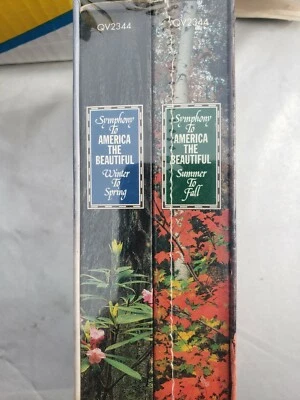 QV2344
Symphony
To
AMERICA
THE
BEAUTIFUL
Winter
To
Spring
QV2344
Symphony
To
AMERICA
THE
BEAUTIFUL
Summer
To
Fall